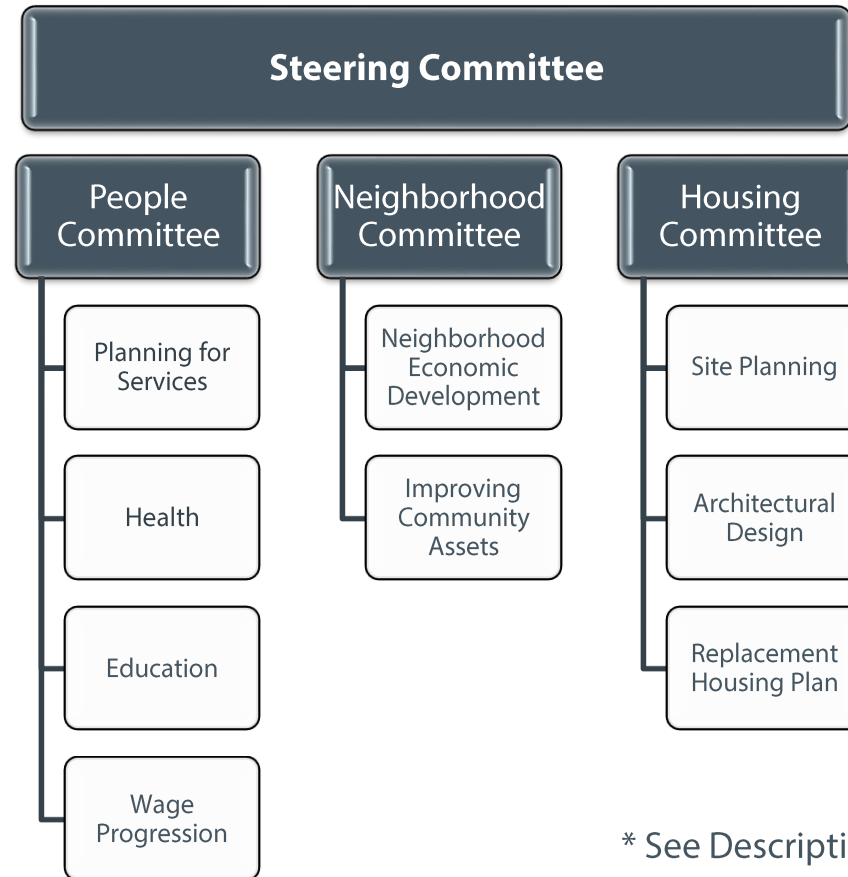 Steering Committee
People
Committee
Planning for
Services
Health
Education
Wage
Progression
Neighborhood
Committee
Neighborhood
Economic
Development
Improving
Community
Assets
Housing
Committee
Site Planning
Architectural
Design
Replacement
Housing Plan
* See Descripti